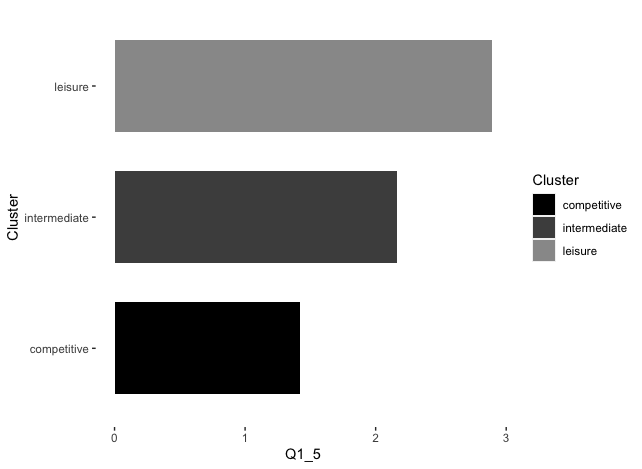 leisure
intermediate
competitive
Cluster
0 1 2 3
Q1_5
Cluster
competitive
intermediate
leisure